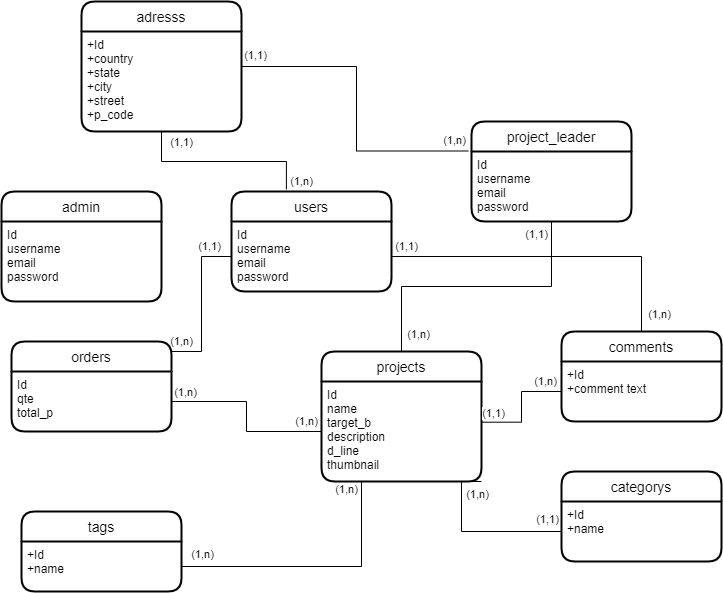 adresss
+Id
+country
+state
+city
+street
+p_code
(1,1)
(1,1)
(1,n)
project_leader
Id
username
email
password
(1,n)
admin
Id
username
email
password
users
Id
username
email
password
(1,1)
(1,1)
(1,1)
(1,n)
(1,n)
(1,n)
orders
Id
qte
total_p
(1,n)
(1,n)
projects
Id
name
target_b
description
d_line
thumbnail
comments
+Id
+comment text
(1,n)
(1,1)
(1,n)
(1,n)
categorys
+Id
+name
(1,1)
tags
+Id
+name
(1,n)